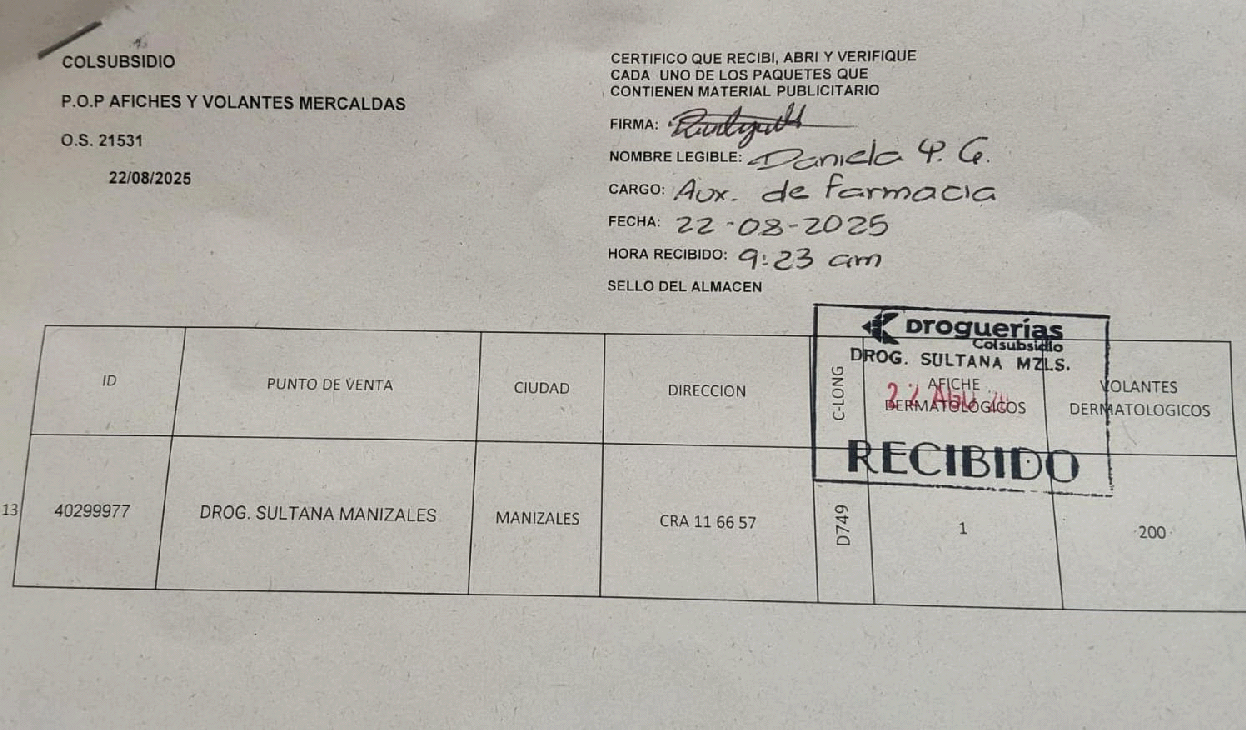 COLSUBSIDIO
P.O.P AFICHES Y VOLANTES MERCALDAS
O.S. 21531
22/08/2025
CERTIFICO QUE RECIBI, ABRI Y VERIFIQUE
CADA UNO DE LOS PAQUETES QUE
CONTIENEN MATERIAL PUBLICITARIO
FIRMA:
NOMBRE LEGIBLE: Daniela P. G.
CARGO: Aux. de farmacia
FECHA: 22-08-2025
HORA RECIBIDO: 9:23 am
SELLO DEL ALMACEN
Droguerías
Colsubsidio
DROG. SULTANA MZLS.
RECIBIDO
ID PUNTO DE VENTA CIUDAD DIRECCION C-LONG AFICHE DERMATOLOGICOS VOLANTES DERMATOLOGICOS
13 40299977 DROG. SULTANA MANIZALES MANIZALES CRA 11 66 57 D749 1 200